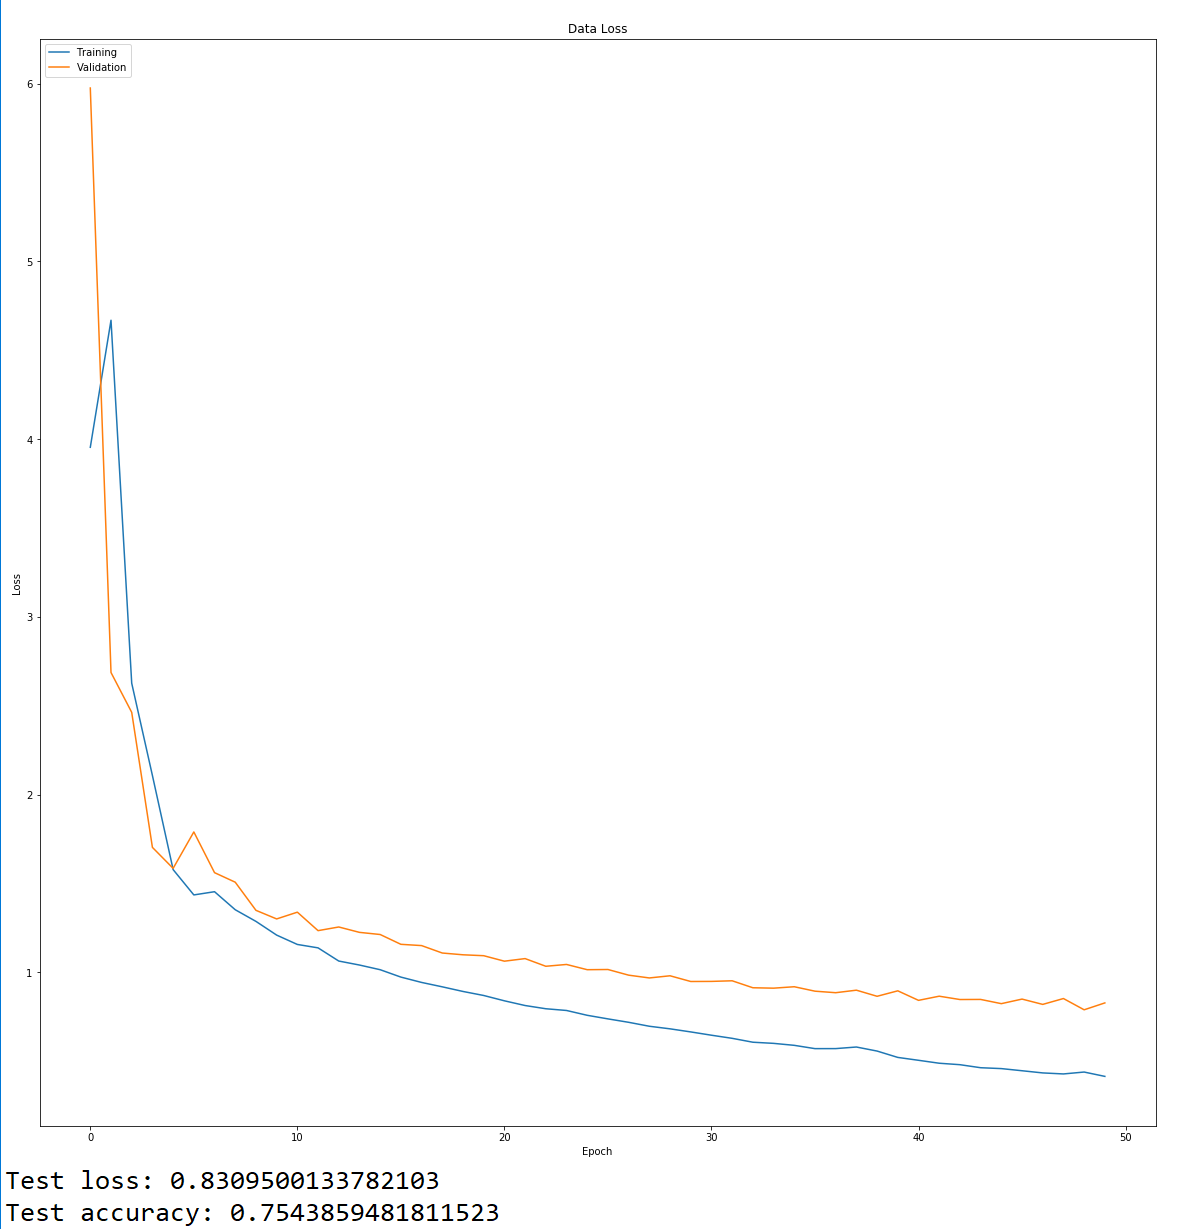 Data Loss
Training
Validation
6
5
4
3
2
1
Loss
0 10 20 30 40 50
Epoch
Test loss: 0.8309500133782103
Test accuracy: 0.7543859481811523